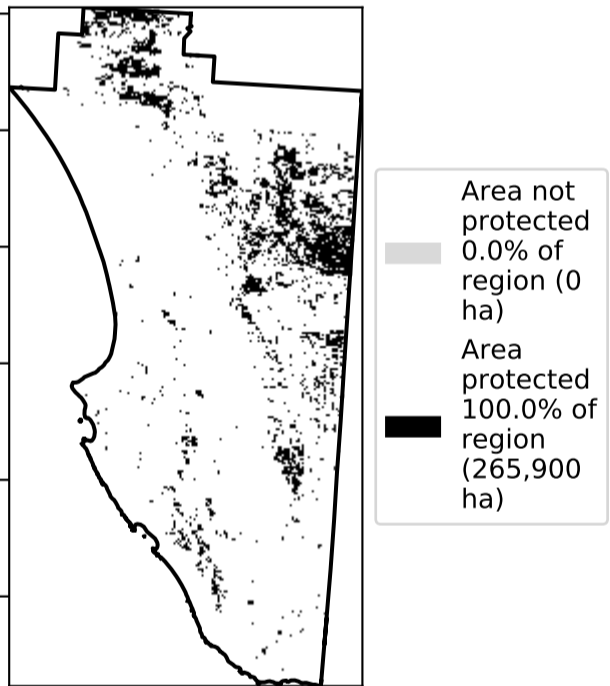 Area not
protected
0.0% of
region (0
ha)
Area
protected
100.0% of
region
(265,900
ha)